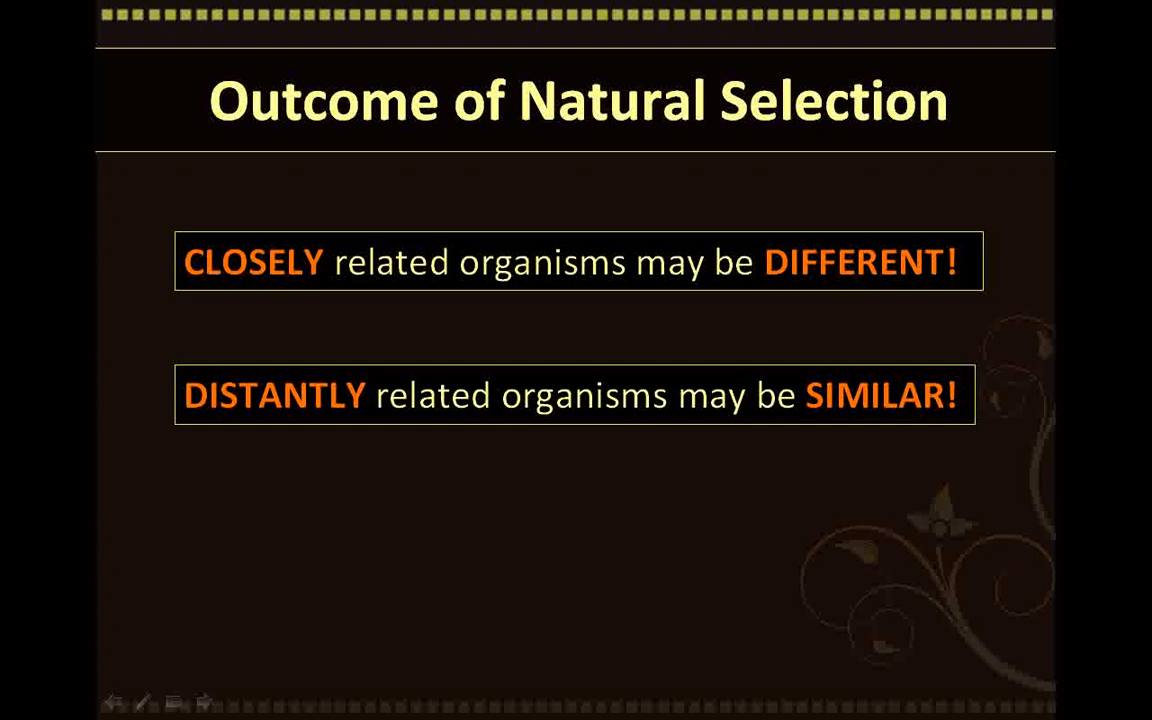 Outcome of Natural Selection
CLOSELY related organisms may be DIFFERENT!
DISTANTLY related organisms may be SIMILAR!